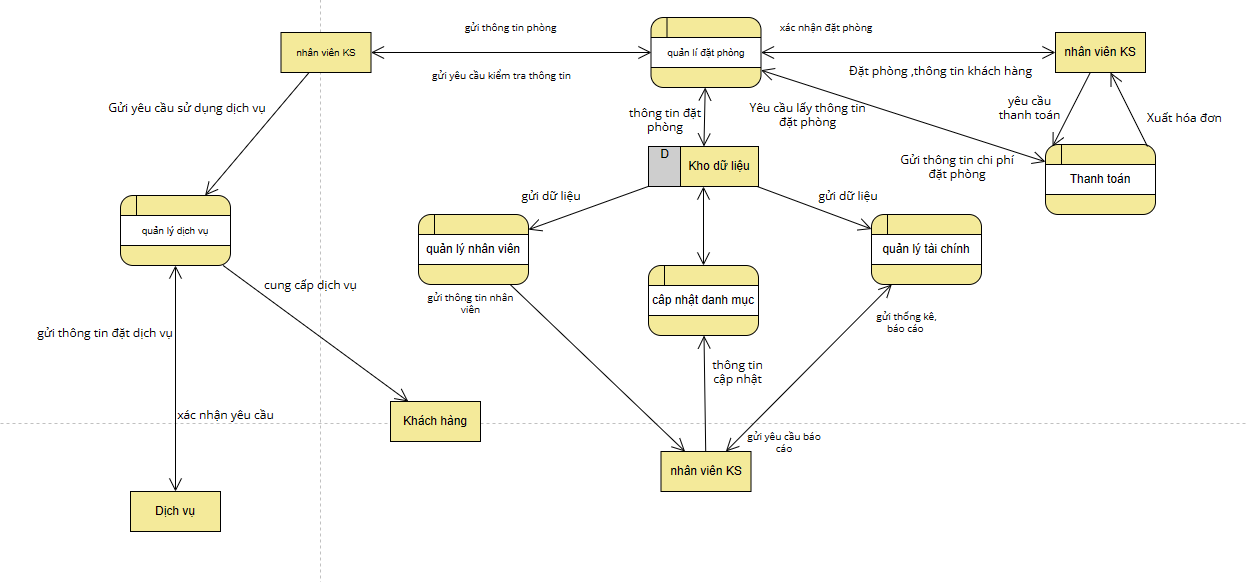 gửi thông tin phòng
xác nhận đặt phòng
nhân viên KS
quản lí đặt phòng
nhân viên KS
gửi yêu cầu kiểm tra thông tin
Đặt phòng ,thông tin khách hàng
Gửi yêu cầu sử dụng dịch vụ
thông tin đặt
phòng
Yêu cầu lấy thông tin
đặt phòng
yêu cầu
thanh toán
Xuất hóa đơn
D
Kho dữ liệu
Gửi thông tin chi phí
đặt phòng
Thanh toán
gửi dữ liệu
gửi dữ liệu
quản lý dịch vụ
quản lý nhân viên
quản lý tài chính
cung cấp dịch vụ
gửi thông tin nhân
viên
câp nhật danh mục
gửi thống kê,
báo cáo
gửi thông tin đặt dịch vụ
thông tin
cập nhật
xác nhận yêu cầu
Khách hàng
gửi yêu cầu báo
cáo
nhân viên KS
Dịch vụ